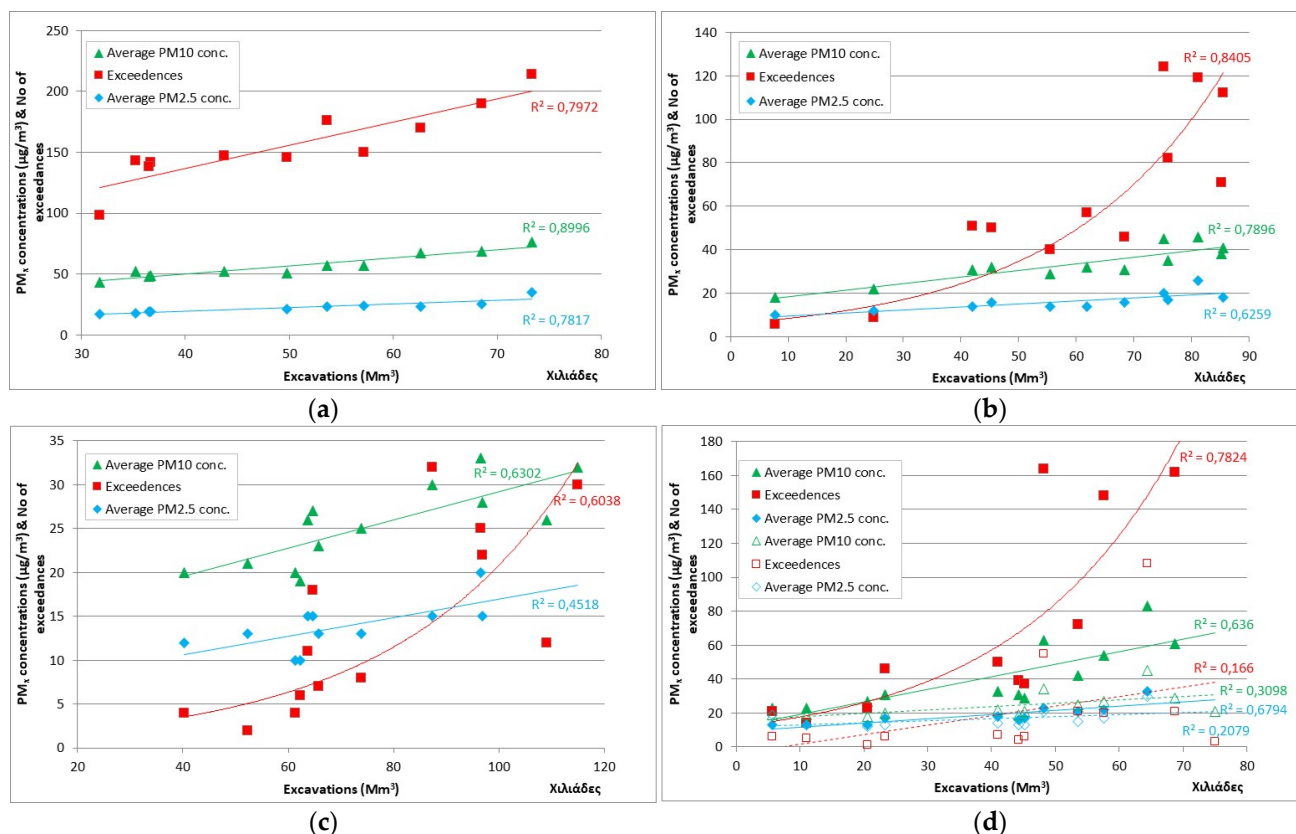 PMx concentrations (µg/m³) & No of
exceedances
250
200
150
100
50
0
Average PM10 conc.
Exceedences
Average PM2.5 conc.
R² = 0,7972
R² = 0,8996
R² = 0,7817
30
40
50
60
70
80
Excavations (Mm³)
Χιλιάδες
(a)
PMx concentrations (µg/m³) & No of
exceedances
140
120
100
80
60
40
20
0
Average PM10 conc.
Exceedences
Average PM2.5 conc.
R² = 0,8405
R² = 0,7896
R² = 0,6259
0
10
20
30
40
50
60
70
80
90
Excavations (Mm³)
Χιλιάδες
(b)
PMx concentrations (µg/m³) & No of
exceedances
35
30
25
20
15
10
5
0
Average PM10 conc.
Exceedences
Average PM2.5 conc.
R² = 0,6302
R² = 0,6038
R² = 0,4518
20
40
60
80
100
120
Excavations (Mm³)
Χιλιάδες
(c)
PMx concentrations (µg/m³) & No of
exceedances
180
160
140
120
100
80
60
40
20
0
Average PM10 conc.
Exceedences
Average PM2.5 conc.
Average PM10 conc.
Exceedences
Average PM2.5 conc.
R² = 0,7824
R² = 0,636
R² = 0,166
R² = 0,3098
R² = 0,6794
R² = 0,2079
0
10
20
30
40
50
60
70
80
Excavations (Mm³)
Χιλιάδες
(d)